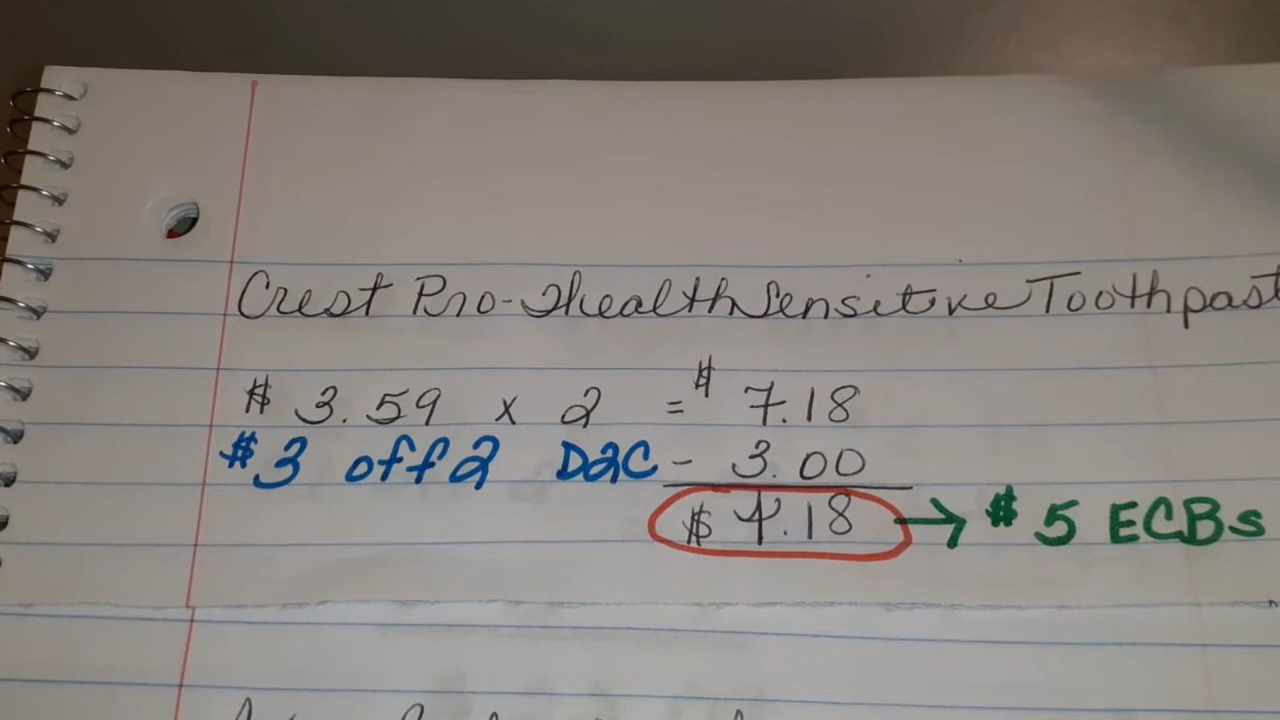 Crest Pro-Health Sensitive Toothpast
$ 3.59 x 2 = $ 7.18
$3 off 2 D2C - 3.00
$ 4.18 → $5 ECBs